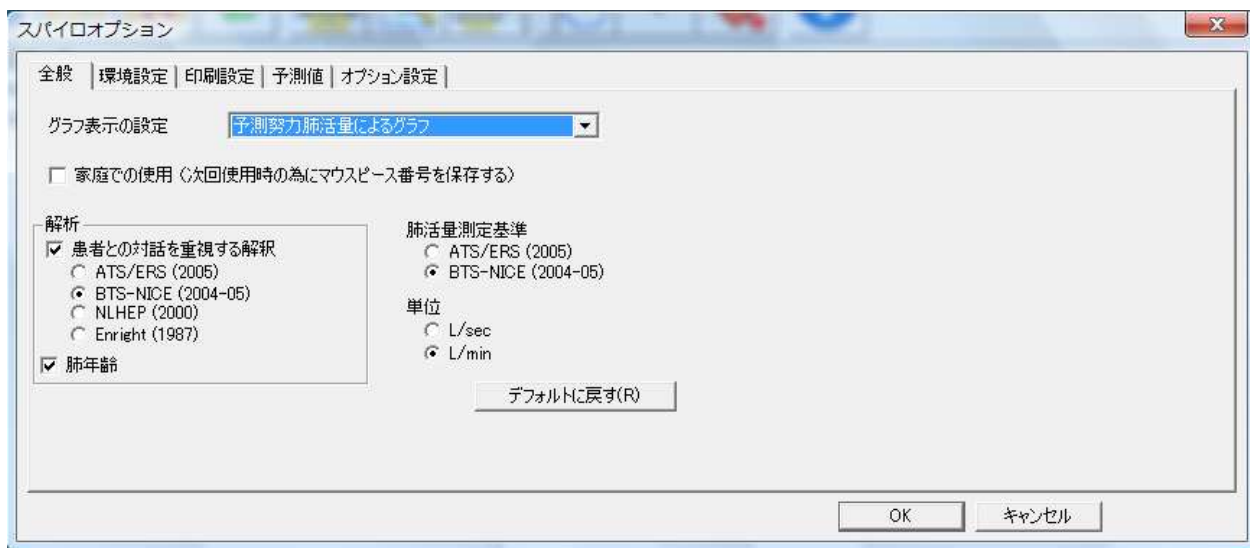 スパイロオプション
全般 環境設定 印刷設定 予測値 オプション設定
グラフ表示の設定 予測努力肺活量によるグラフ
家庭での使用（次回使用時の為にマウスピース番号を保存する）
解析
患者との対話を重視する解釈
ATS/ERS (2005)
BTS-NICE (2004-05)
NLHEP (2000)
Enright (1987)
肺年齢
肺活量測定基準
ATS/ERS (2005)
BTS-NICE (2004-05)
単位
L/sec
L/min
デフォルトに戻す(R)
OK キャンセル